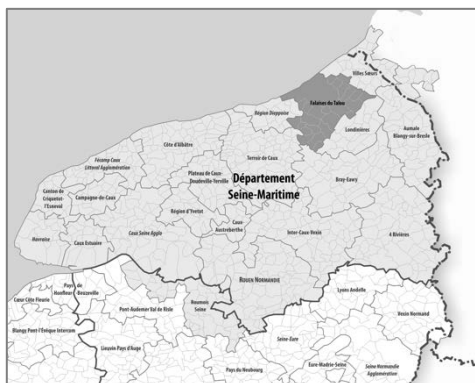 Villes Sœurs
Falaises du Talou
Région Dieppoise
Londinières
Aumale
Blangy-sur-Bresle
Côte d'Albâtre
Terroir de Caux
Fécamp Caux
Littoral Agglomération
Plateau de Caux-
Doudeville-Yerville
Département
Seine-Maritime
Bray-Eawy
Canton de
Criquetot-
l'Esneval
Campagne-de-Caux
Région d'Yvetot
Caux-
Austreberthe
Caux Seine Agglo
Inter-Caux-Vexin
4 Rivières
Havraise
Caux Estuaire
Rouen Normandie
Pays de
Honfleur-Beuzeville
Cœur Côte Fleurie
Roumois
Seine
Lyons Andelle
Pont-Audemer Val de Risle
Vexin Normand
Blangy Pont-l'Évêque Intercom
Lieuvin Pays d'Auge
Seine-Eure
Eure-Madrie-Seine
Seine Normandie
Agglomération
Pays du Neubourg